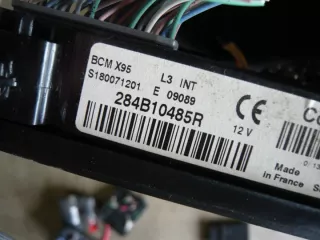 BCM X95 L3 INT
S180071201 E 09089
284B10485R
12 V
CE
Made
in France